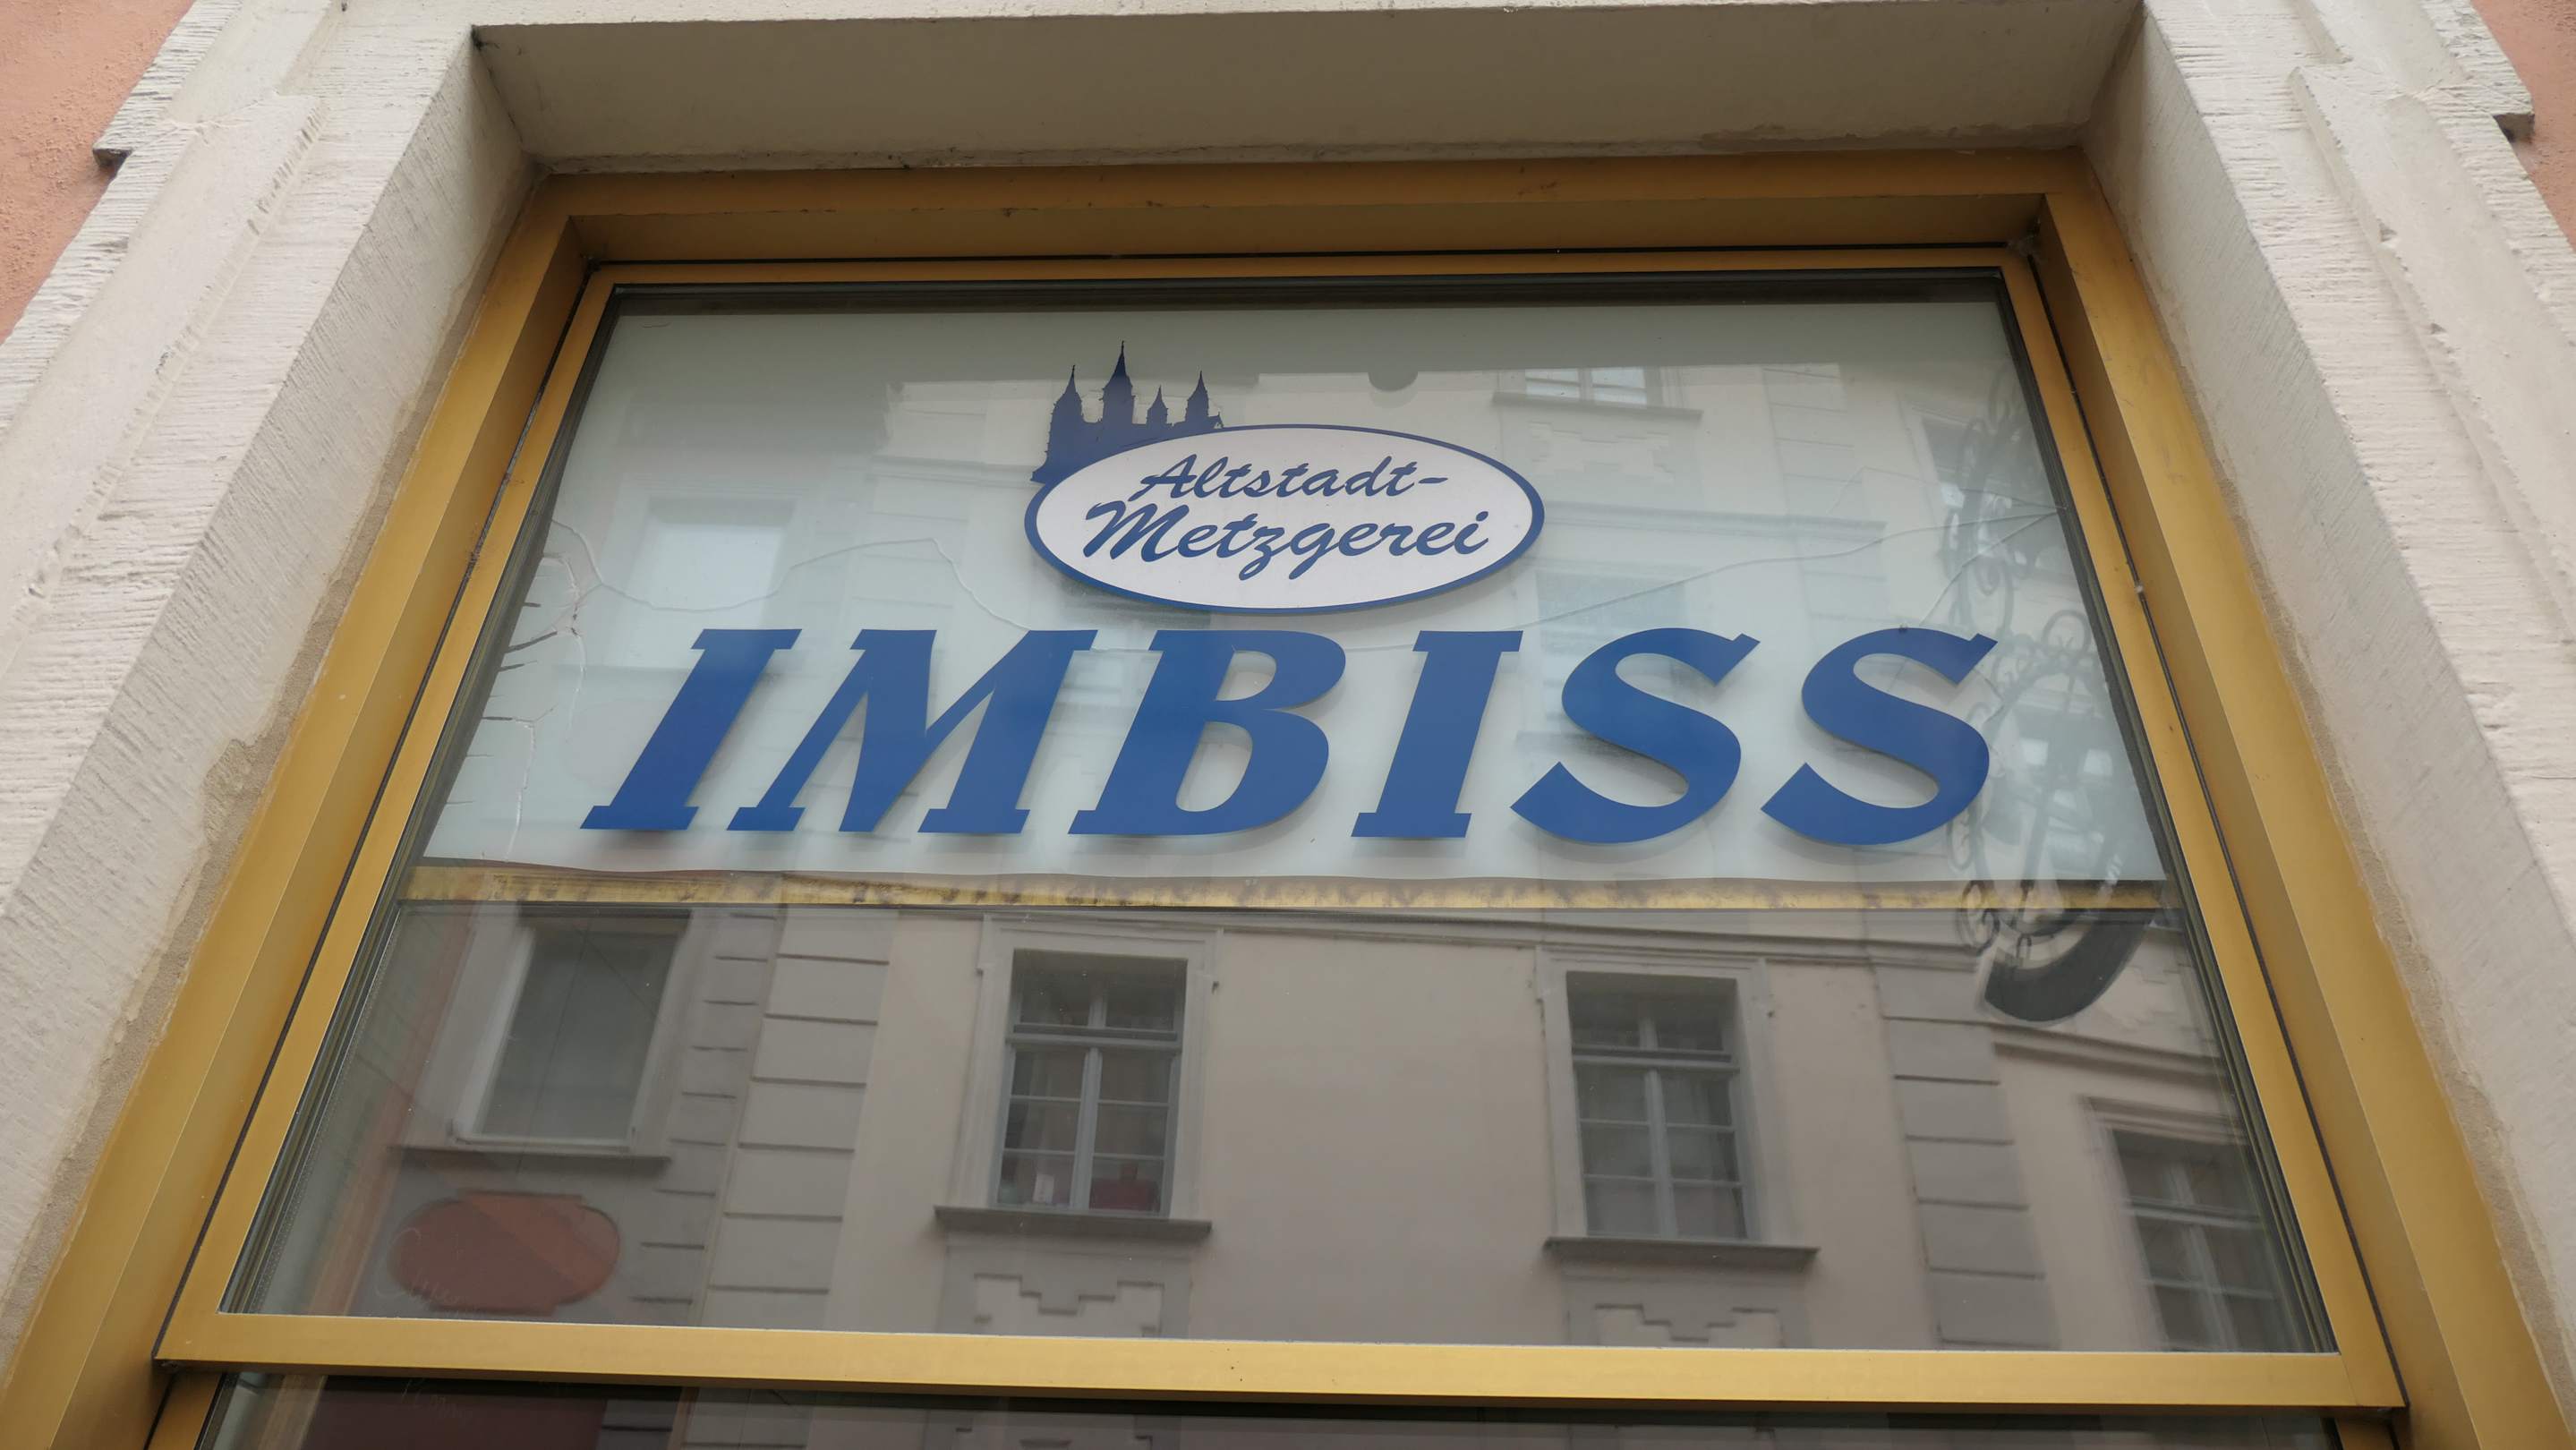 Altstadt-
Metzgerei
IMBISS